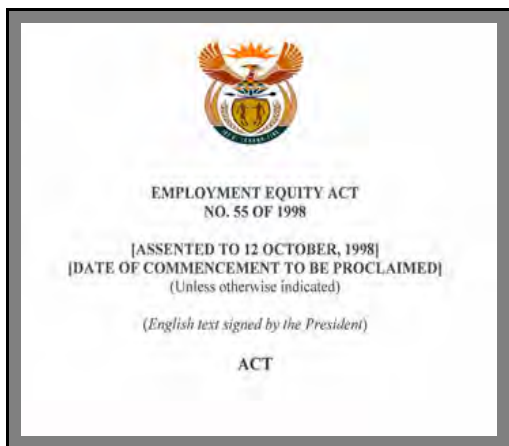 EMPLOYMENT EQUITY ACT
NO. 55 OF 1998
[ASSENTED TO 12 OCTOBER, 1998]
[DATE OF COMMENCEMENT TO BE PROCLAIMED]
(Unless otherwise indicated)
(English text signed by the President)
ACT